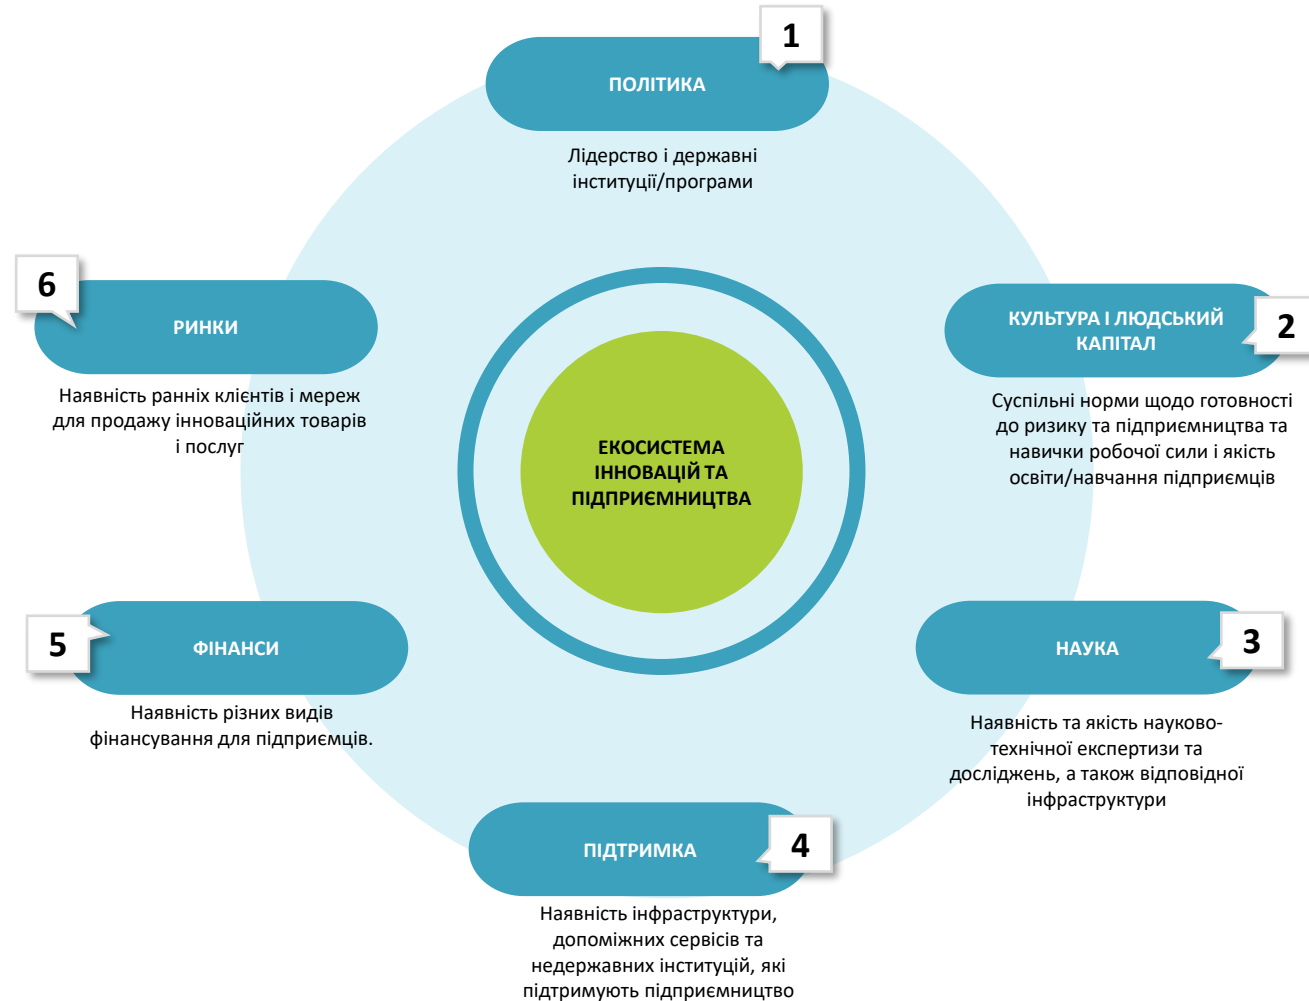 1
ПОЛІТИКА
Лідерство і державні
інституції/програми
2
КУЛЬТУРА І ЛЮДСЬКИЙ
КАПІТАЛ
Суспільні норми щодо готовності
до ризику та підприємництва та
навички робочої сили і якість
освіти/навчання підприємців
3
НАУКА
Наявність та якість науково-
технічної експертизи та
досліджень, а також відповідної
інфраструктури
4
ПІДТРИМКА
Наявність інфраструктури,
допоміжних сервісів та
недержавних інституцій, які
підтримують підприємництво
5
ФІНАНСИ
Наявність різних видів
фінансування для підприємців.
6
РИНКИ
Наявність ранніх клієнтів і мереж
для продажу інноваційних товарів
і послуг
ЕКОСИСТЕМА
ІННОВАЦІЙ ТА
ПІДПРИЄМНИЦТВА